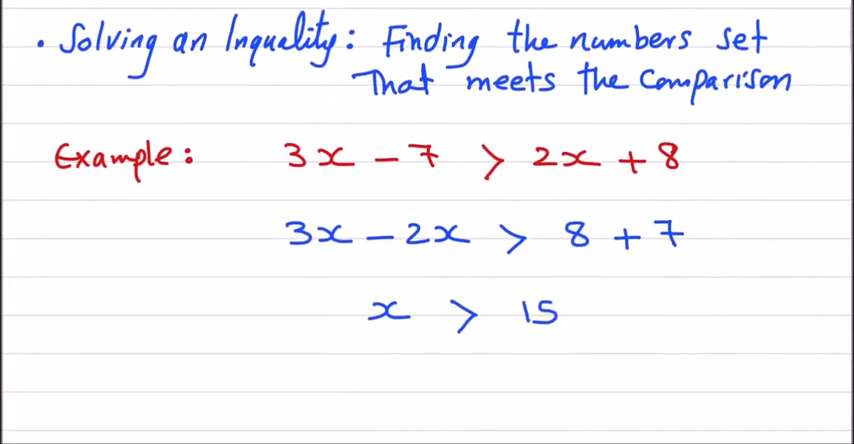 • Solving an Inquality: Finding the numbers set
That meets the Comparison
Example: 3x - 7 > 2x + 8
3x - 2x > 8 + 7
x > 15